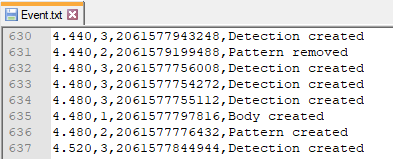 Event.txt
630 4.440,3,2061577943248,Detection created
631 4.440,2,2061579199488,Pattern removed
632 4.480,3,2061577756008,Detection created
633 4.480,3,2061577754272,Detection created
634 4.480,3,2061577755112,Detection created
635 4.480,1,2061577797816,Body created
636 4.480,2,2061577776432,Pattern created
637 4.520,3,2061577844944,Detection created